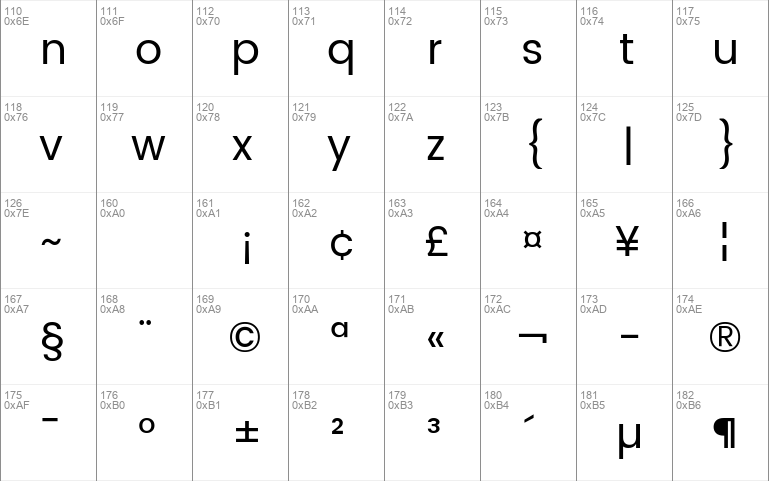 110 111 112 113 114 115 116 117
0x6E 0x6F 0x70 0x71 0x72 0x73 0x74 0x75
n o p q r s t u
118 119 120 121 122 123 124 125
0x76 0x77 0x78 0x79 0x7A 0x7B 0x7C 0x7D
v w x y z { | }
126 160 161 162 163 164 165 166
0x7E 0xA0 0xA1 0xA2 0xA3 0xA4 0xA5 0xA6
~ ¡ ¢ £ ¤ ¥ ¦
167 168 169 170 171 172 173 174
0xA7 0xA8 0xA9 0xAA 0xAB 0xAC 0xAD 0xAE
§ ¨ © ª « ¬ - ®
175 176 177 178 179 180 181 182
0xAF 0xB0 0xB1 0xB2 0xB3 0xB4 0xB5 0xB6
¯ ° ± ² ³ ´ µ ¶